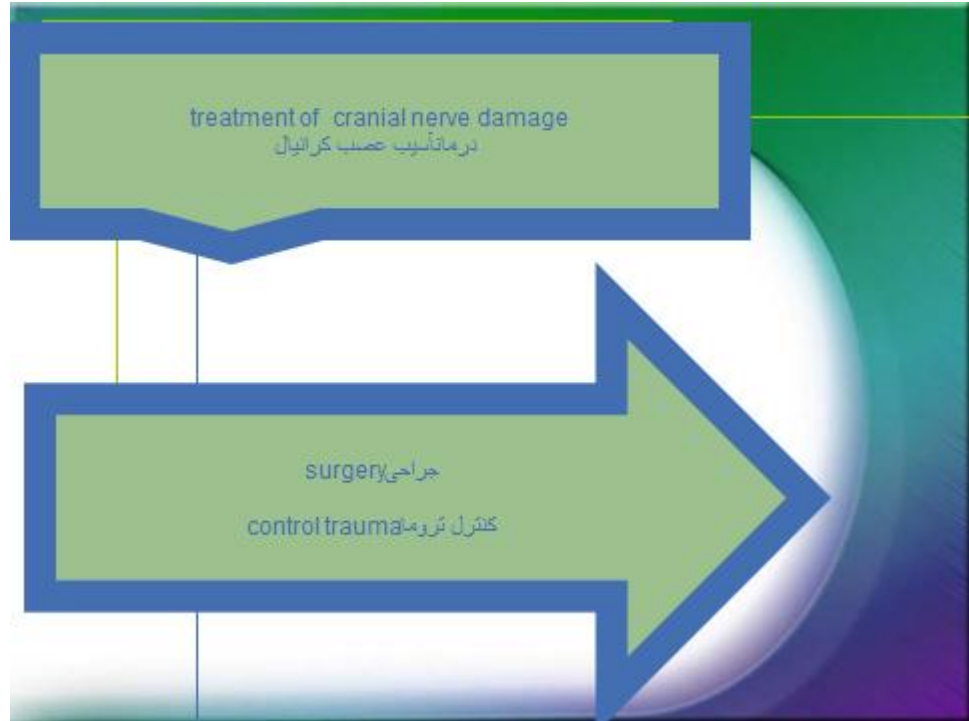 treatment of cranial nerve damage
درمانآسیب عصب کرانیال
surgeryجراحی
control traumaکنترل تروما